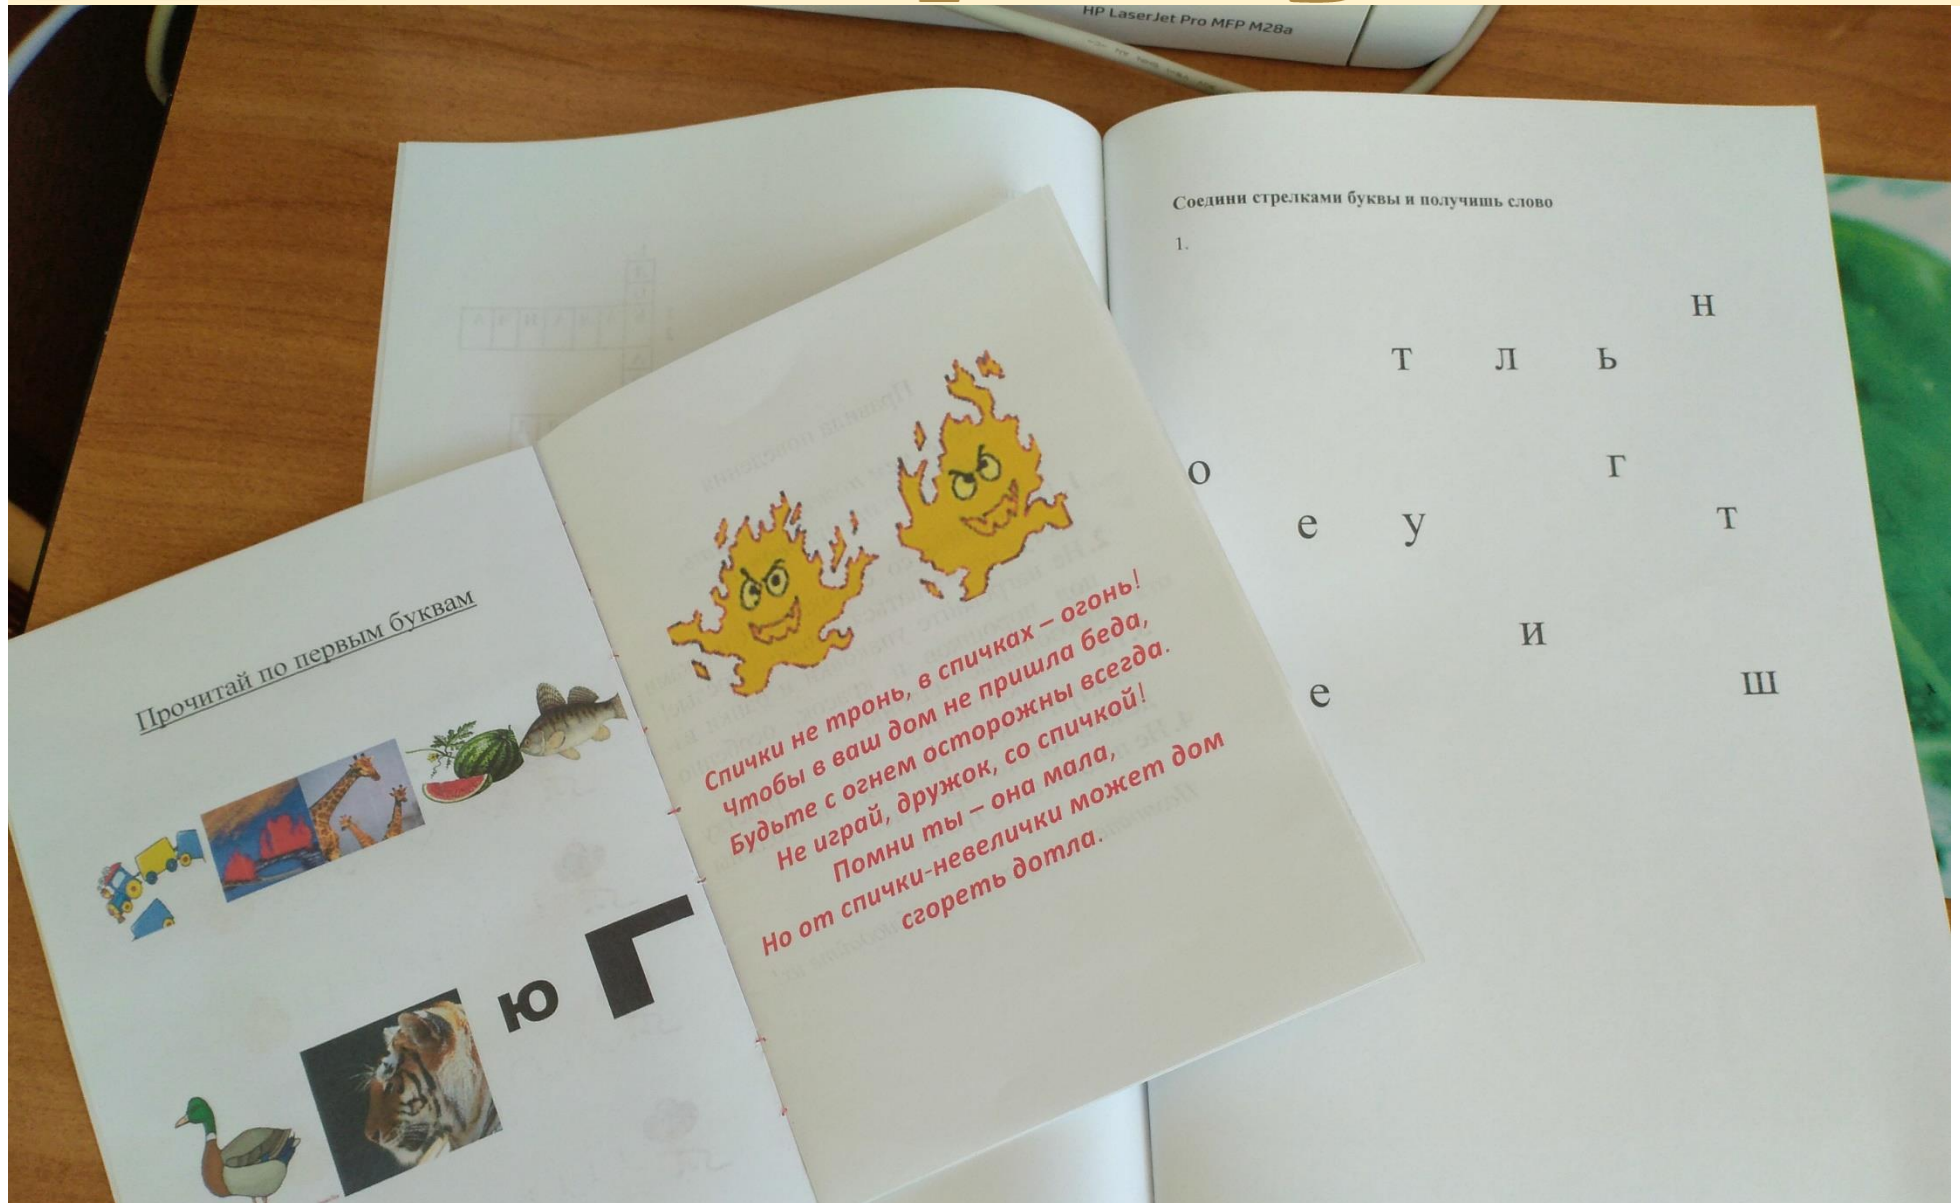 HP LaserJet Pro MFP M28a
Соедини стрелками буквы и получишь слово
1.
н
т л ь
о г
е у т
и
е ш
Спички не тронь, в спичках – огонь!
Чтобы в ваш дом не пришла беда,
Будьте с огнем осторожны всегда.
Не играй, дружок, со спичкой!
Помни ты – она мала,
Но от спички-невелички может дом
сгореть дотла.
Прочитай по первым буквам
ю Г